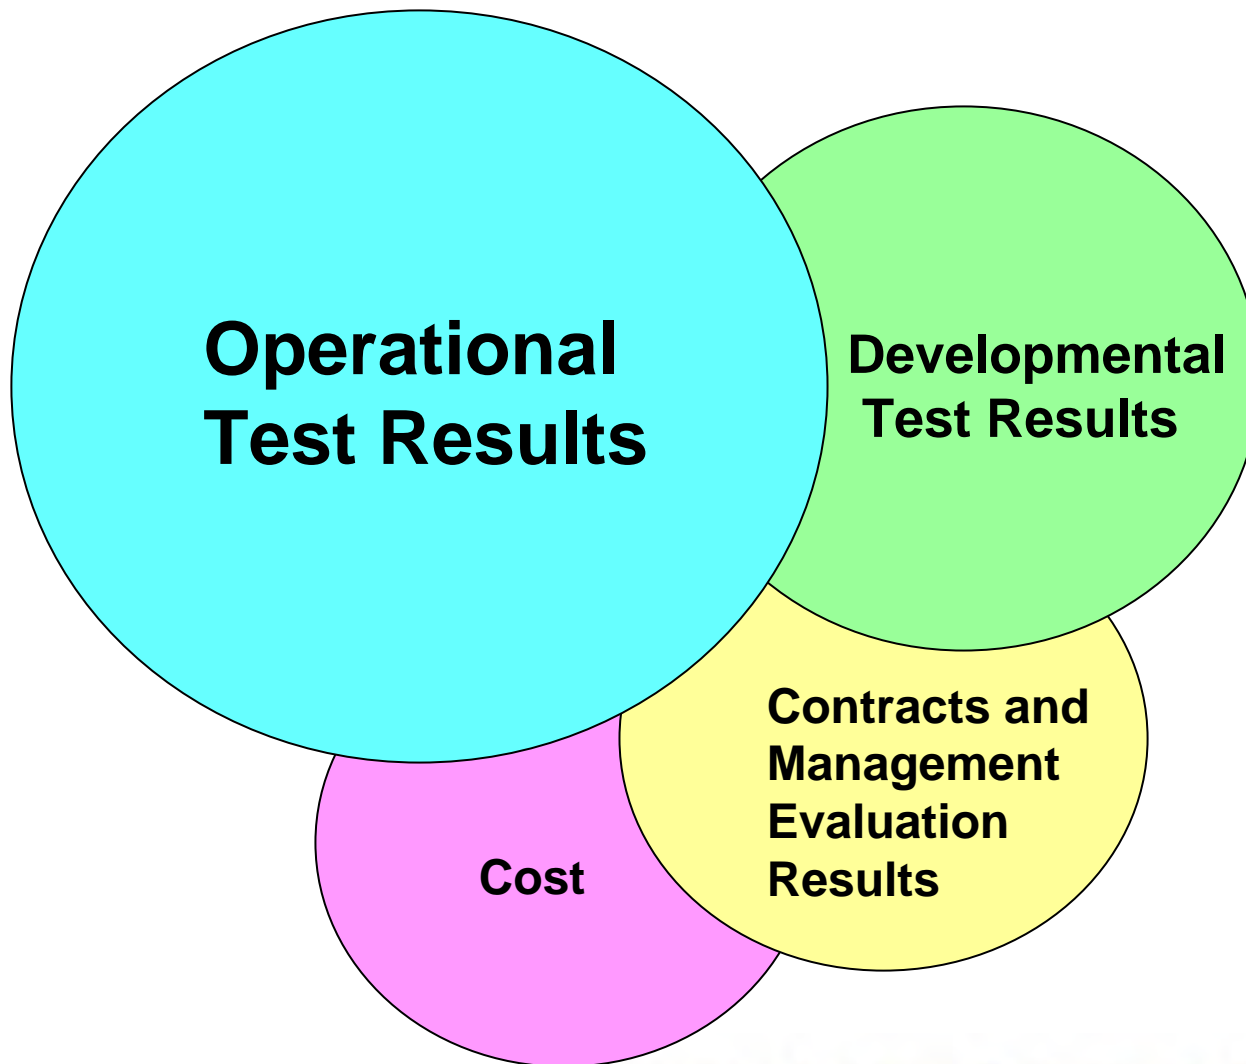 Operational
Test Results
Developmental
Test Results
Contracts and
Management
Evaluation
Results
Cost